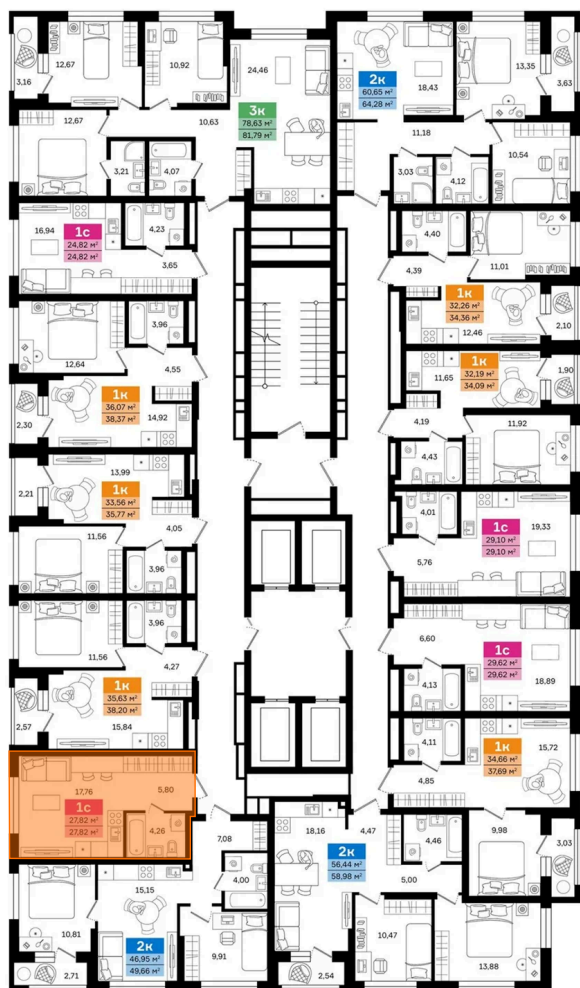 12,67
10,92
24,46
3,16
3к
78,63 м²
81,79 м²
12,67
10,63
3,21
4,07
2к
60,65 м²
64,28 м²
18,43
13,35
3,63
11,18
10,54
3,03
4,12
16,94
1с
24,82 м²
24,82 м²
4,23
3,65
4,40
11,01
4,39
1к
32,26 м²
34,36 м²
12,46
2,10
3,96
12,64
4,55
1к
36,07 м²
38,37 м²
14,92
2,30
1к
32,19 м²
34,09 м²
11,65
1,90
11,92
4,19
4,43
13,99
1к
33,56 м²
35,77 м²
2,21
4,05
11,56
3,96
4,01
1с
29,10 м²
29,10 м²
19,33
5,76
3,96
11,56
4,27
1к
35,63 м²
38,20 м²
2,57
15,84
6,60
1с
29,62 м²
29,62 м²
4,13
18,89
4,11
1к
34,66 м²
37,69 м²
15,72
4,85
17,76
5,80
1с
27,82 м²
27,82 м²
4,26
7,08
4,00
15,15
10,81
2к
46,95 м²
49,66 м²
9,91
2,71
18,16
4,47
2к
56,44 м²
58,98 м²
4,46
5,00
9,98
3,03
10,47
13,88
2,54